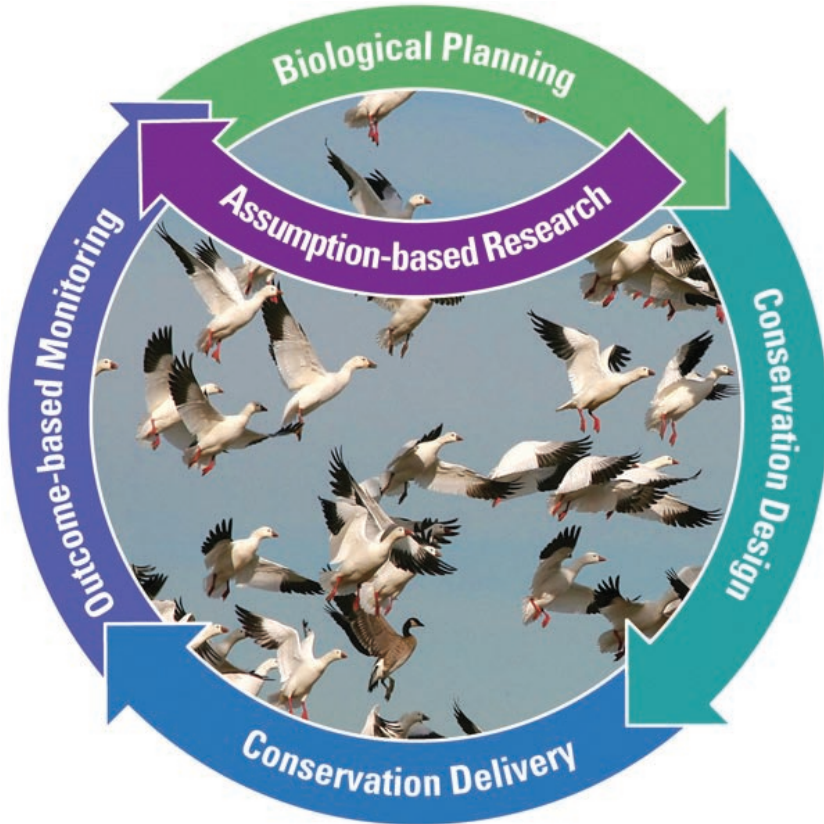 Biological Planning
Assumption-based Research
Conservation Design
Conservation Delivery
Outcome-based Monitoring